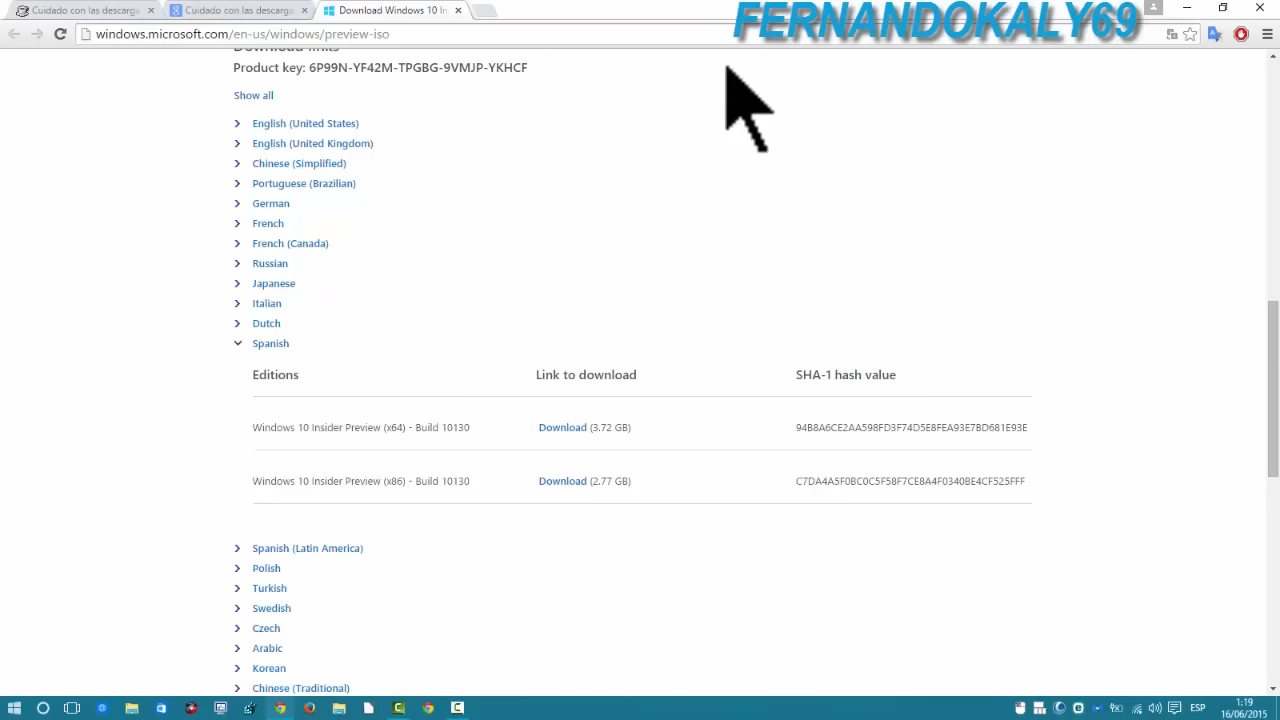 Cuidado con las descarga
Cuidado con las descarga
Download Windows 10 In
FERNANDOKALY69
windows.microsoft.com/en-us/windows/preview-iso
Download links
Product key: 6P99N-YF42M-TPGBG-9VMJP-YKHCF
Show all
English (United States)
English (United Kingdom)
Chinese (Simplified)
Portuguese (Brazilian)
German
French
French (Canada)
Russian
Japanese
Italian
Dutch
Spanish
Editions Link to download SHA-1 hash value
Windows 10 Insider Preview (x64) - Build 10130 Download (3.72 GB) 94B8A6CE2AA598FD3F74D5E8FEA93E7BD681E93E
Windows 10 Insider Preview (x86) - Build 10130 Download (2.77 GB) C7DA4A5F0BC0C5F58F7CE8A4F0340BE4CF525FFF
Spanish (Latin America)
Polish
Turkish
Swedish
Czech
Arabic
Korean
Chinese (Traditional)
ESP
1:19
16/06/2015